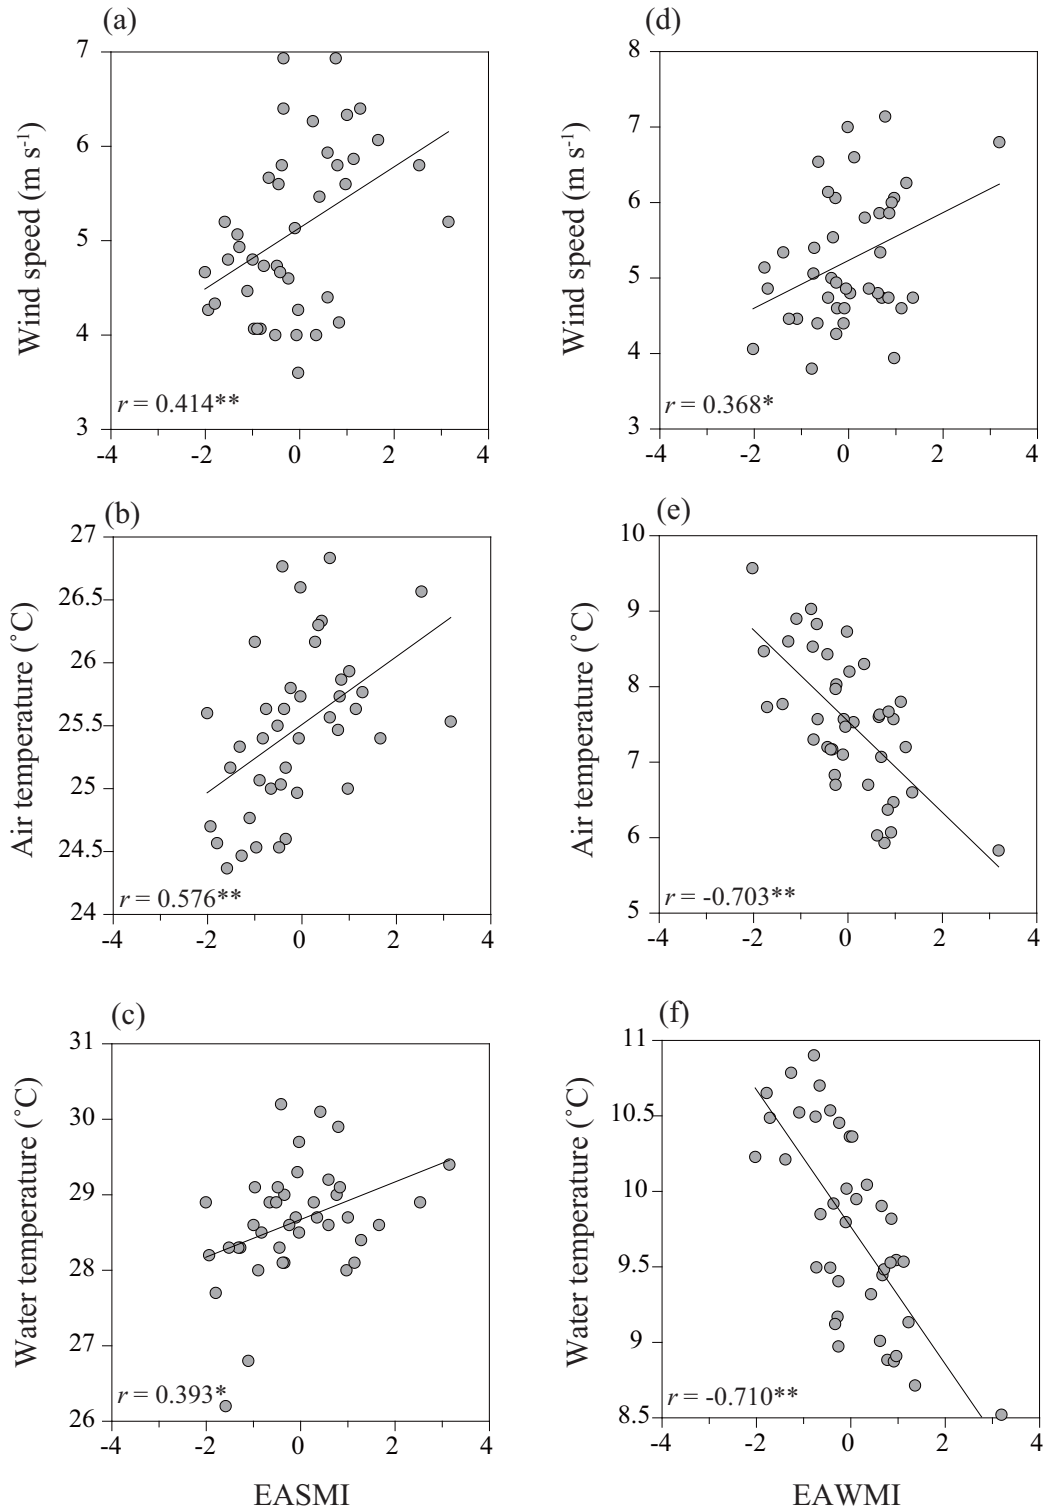 (a)
7
6
5
4
3
Wind speed (m s-1)
r = 0.414**
-4 -2 0 2 4
(d)
8
7
6
5
4
3
Wind speed (m s-1)
r = 0.368*
-4 -2 0 2 4
(b)
27
26.5
26
25.5
25
24.5
24
Air temperature (˚C)
r = 0.576**
-4 -2 0 2 4
(e)
10
9
8
7
6
5
Air temperature (˚C)
r = -0.703**
-4 -2 0 2 4
(c)
31
30
29
28
27
26
Water temperature (˚C)
r = 0.393*
-4 -2 0 2 4
EASMI
(f)
11
10.5
10
9.5
9
8.5
Water temperature (˚C)
r = -0.710**
-4 -2 0 2 4
EAWMI